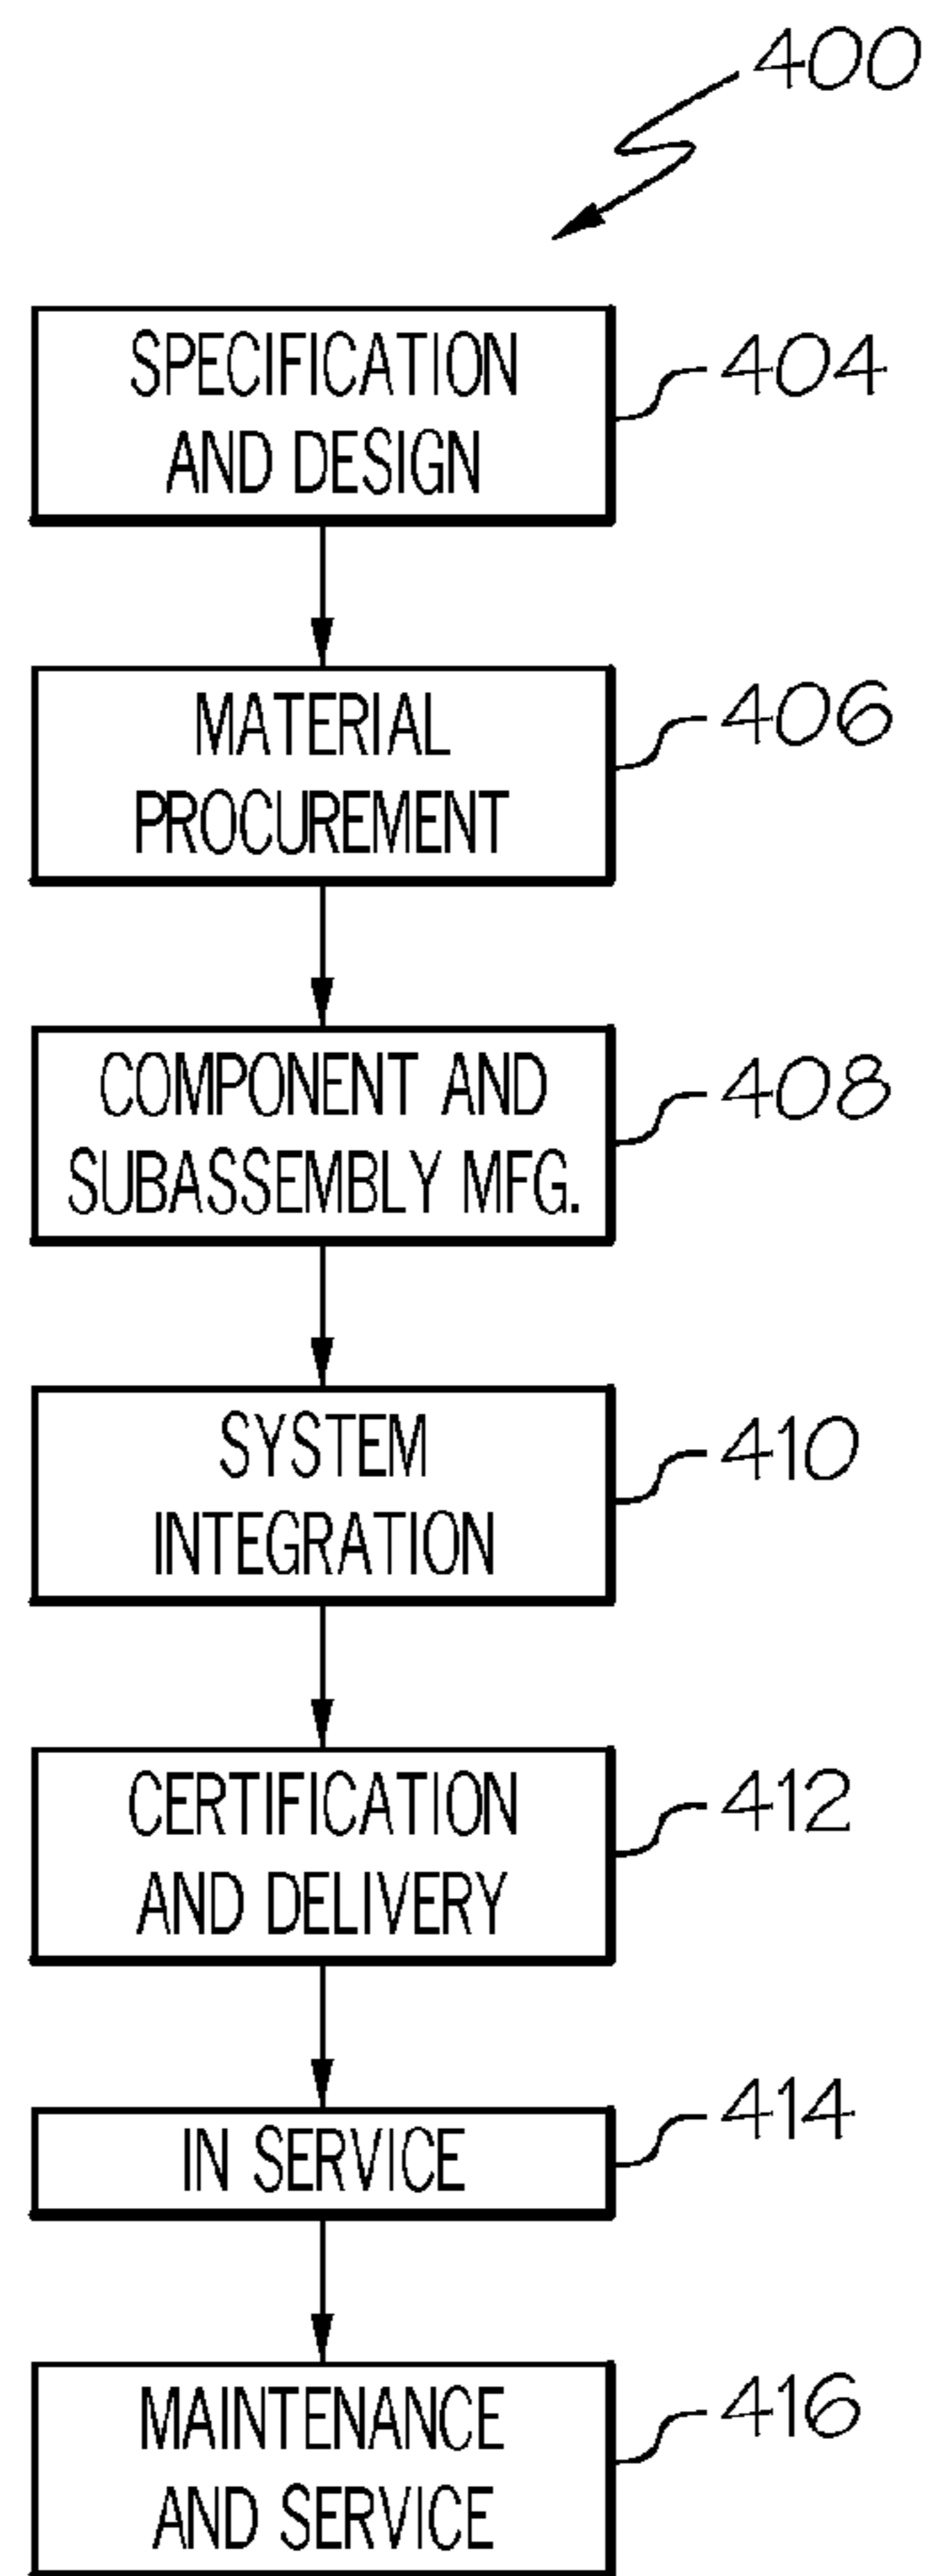 400
SPECIFICATION
AND DESIGN
404
MATERIAL
PROCUREMENT
406
COMPONENT AND
SUBASSEMBLY MFG.
408
SYSTEM
INTEGRATION
410
CERTIFICATION
AND DELIVERY
412
IN SERVICE
414
MAINTENANCE
AND SERVICE
416